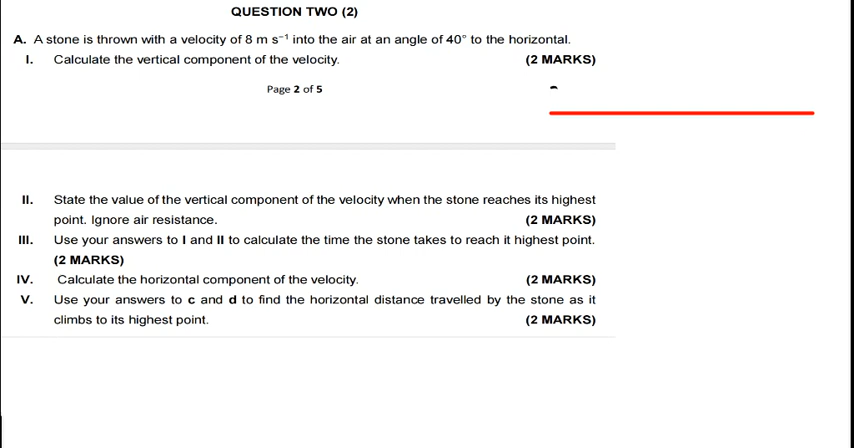 QUESTION TWO (2)
A. A stone is thrown with a velocity of 8 m s⁻¹ into the air at an angle of 40° to the horizontal.
I. Calculate the vertical component of the velocity. (2 MARKS)
Page 2 of 5
II. State the value of the vertical component of the velocity when the stone reaches its highest
point. Ignore air resistance. (2 MARKS)
III. Use your answers to I and II to calculate the time the stone takes to reach it highest point.
(2 MARKS)
IV. Calculate the horizontal component of the velocity. (2 MARKS)
V. Use your answers to c and d to find the horizontal distance travelled by the stone as it
climbs to its highest point. (2 MARKS)